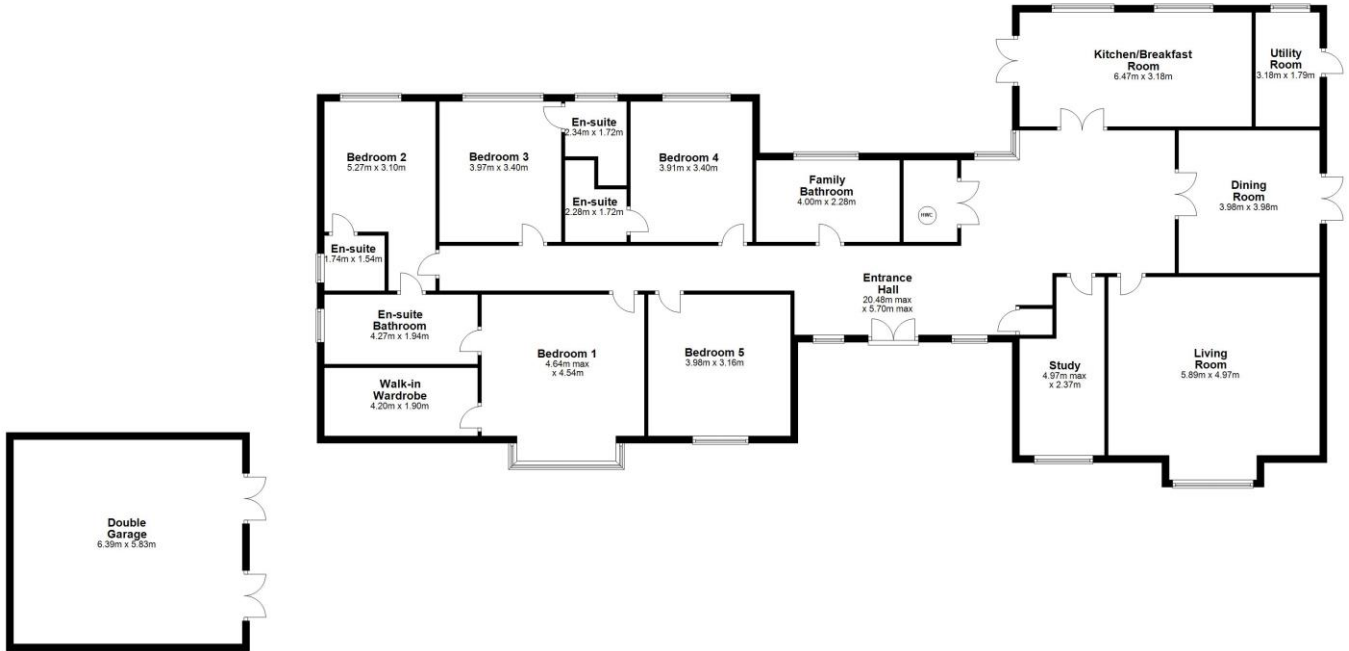 Kitchen/Breakfast
Room
6.47m x 3.18m
Utility
Room
3.18m x 1.79m
Bedroom 2
5.27m x 3.10m
Bedroom 3
3.97m x 3.40m
En-suite
2.34m x 1.72m
Bedroom 4
3.91m x 3.40m
En-suite
2.28m x 1.72m
Family
Bathroom
4.00m x 2.28m
HWC
Dining
Room
3.98m x 3.98m
En-suite
1.74m x 1.54m
Entrance
Hall
20.48m max
x 5.70m max
En-suite
Bathroom
4.27m x 1.94m
Bedroom 1
4.64m max
x 4.54m
Bedroom 5
3.98m x 3.16m
Study
4.97m max
x 2.37m
Living
Room
5.89m x 4.97m
Walk-in
Wardrobe
4.20m x 1.90m
Double
Garage
6.39m x 5.83m